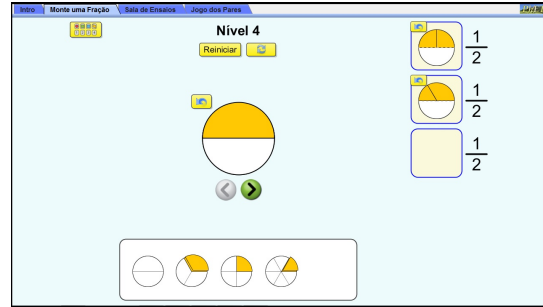 Intro Monte uma Fração Sala de Ensaios Jogo dos Pares
Nível 4
Reiniciar
1
2
1
2
1
2